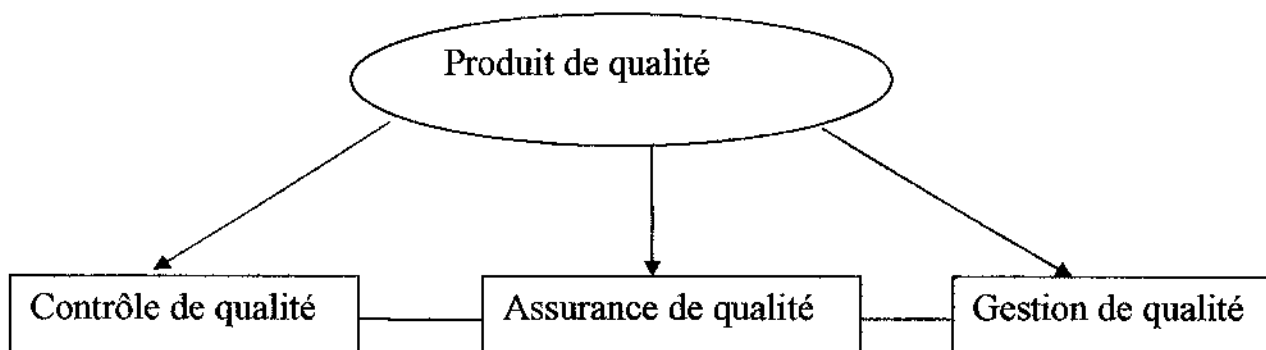 Produit de qualité
Contrôle de qualité
Assurance de qualité
Gestion de qualité